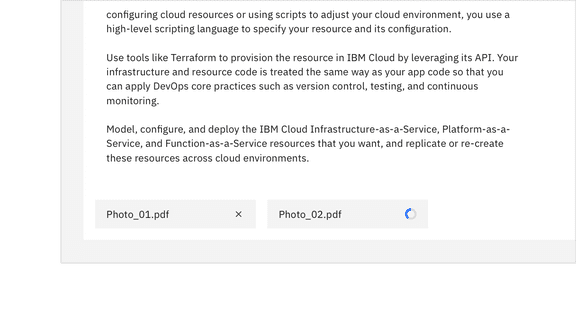 configuring cloud resources or using scripts to adjust your cloud environment, you use a
high-level scripting language to specify your resource and its configuration.
Use tools like Terraform to provision the resource in IBM Cloud by leveraging its API. Your
infrastructure and resource code is treated the same way as your app code so that you
can apply DevOps core practices such as version control, testing, and continuous
monitoring.
Model, configure, and deploy the IBM Cloud Infrastructure-as-a-Service, Platform-as-a-
Service, and Function-as-a-Service resources that you want, and replicate or re-create
these resources across cloud environments.
Photo_01.pdf
Photo_02.pdf